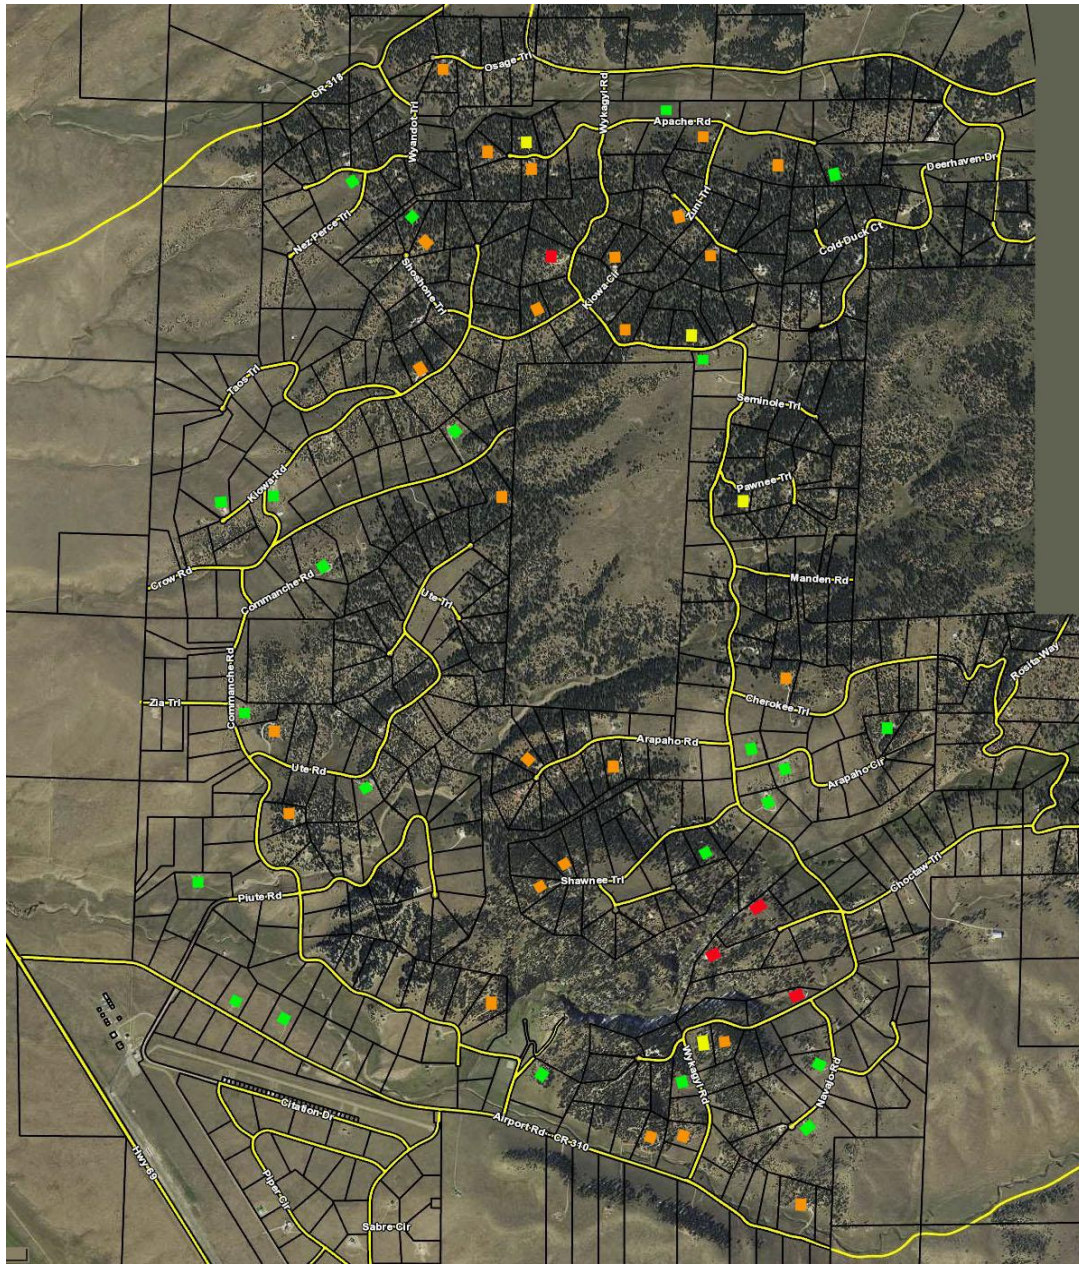 Osage Trl
CR-318
Wykagyl Rd
Wyandot Trl
Apache Rd
Deerhaven Dr
Zuni Trl
Nez Perce Trl
Cold Duck CT
Shoshone Trl
Kiowa Cir
Taos Trl
Seminole Trl
Kiowa Rd
Pawnee Trl
Crow Rd
Commanche Rd
Manden Rd
Ute Trl
Commanche Rd
Rosita Way
Zia Trl
Cherokee Trl
Arapaho Rd
Ute Rd
Arapaho Cir
Shawnee Trl
Choctaw Trl
Piute Rd
Wykagyl Rd
Navajo Rd
Citation Dr
Airport Rd - CR 310
Hwy 69
Piper Cir
Sabre Cir